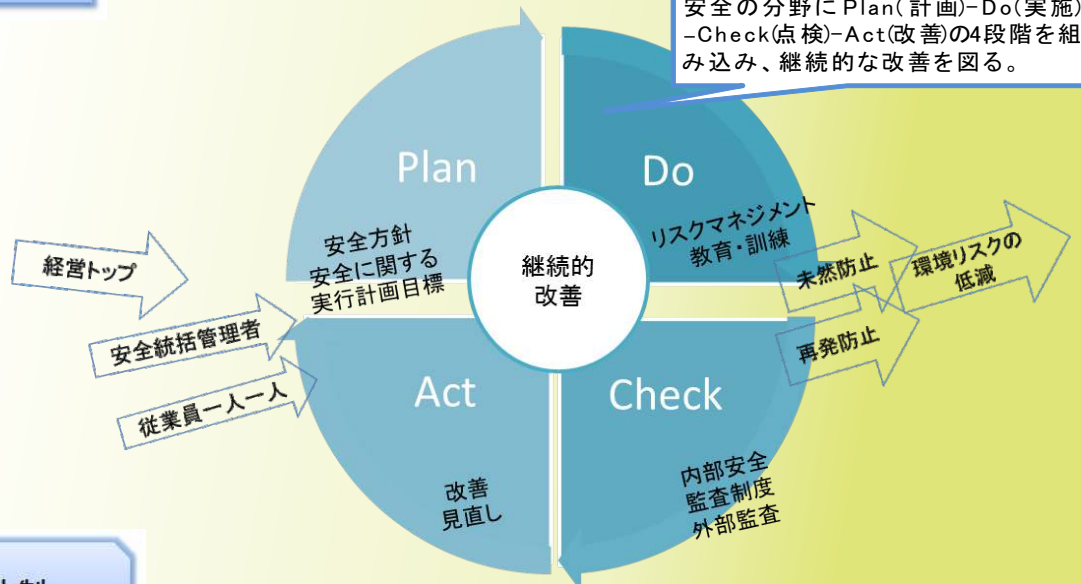 安全の分野にPlan(計画)-Do(実施)
-Check(点検)-Act(改善)の4段階を組
み込み、継続的な改善を図る。
Plan
安全方針
安全に関する
実行計画目標
Do
リスクマネジメント
教育・訓練
継続的
改善
経営トップ
安全統括管理者
従業員一人一人
未然防止
再発防止
環境リスクの
低減
Act
改善
見直し
Check
内部安全
監査制度
外部監査